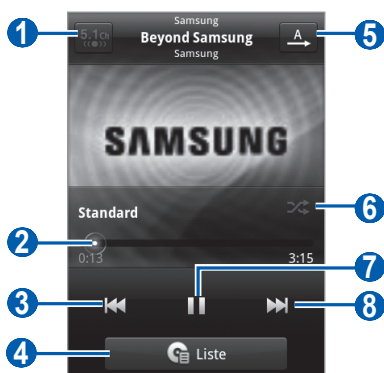 Samsung
1
5.1ch
Beyond Samsung
A
5
Samsung
SAMSUNG
Standard
6
2
0:13
3:15
7
3
8
4
Liste